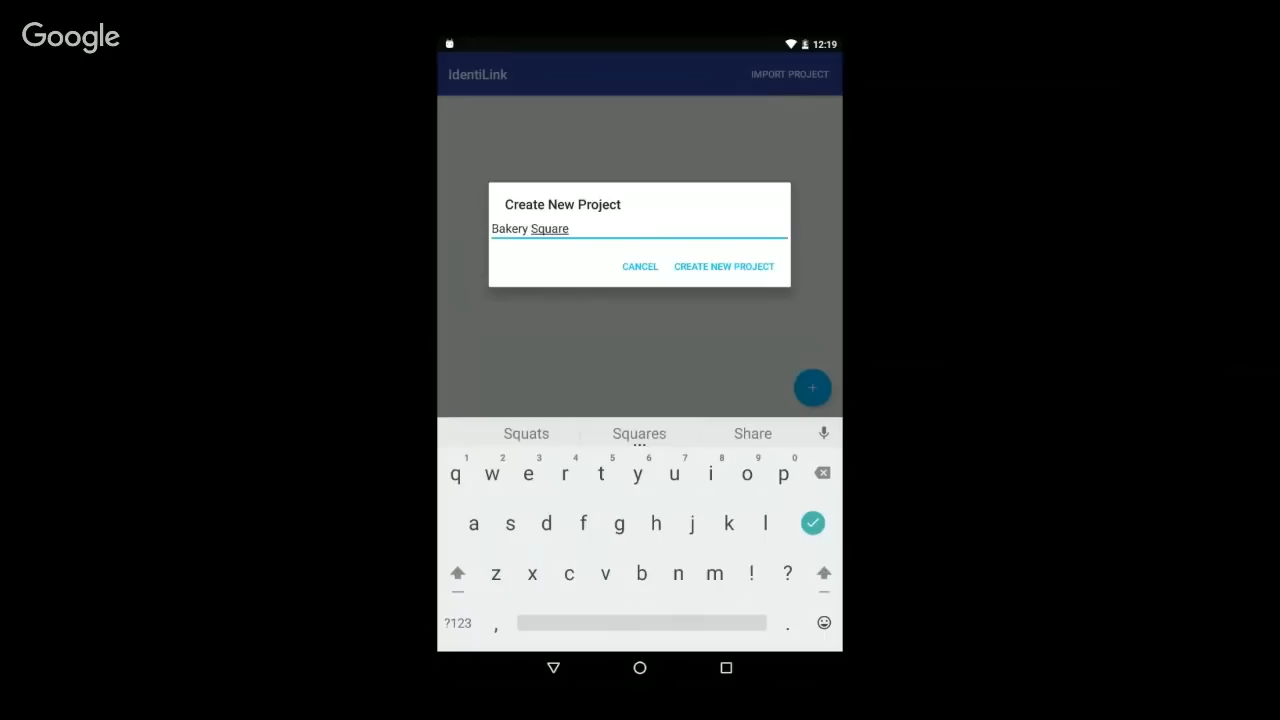 Google
12:19
IdentiLink IMPORT PROJECT
Create New Project
Bakery Square
CANCEL CREATE NEW PROJECT
+
Squats Squares Share
...
1 2 3 4 5 6 7 8 9 0
q w e r t y u i o p
a s d f g h j k l
z x c v b n m ! ?
?123 , .